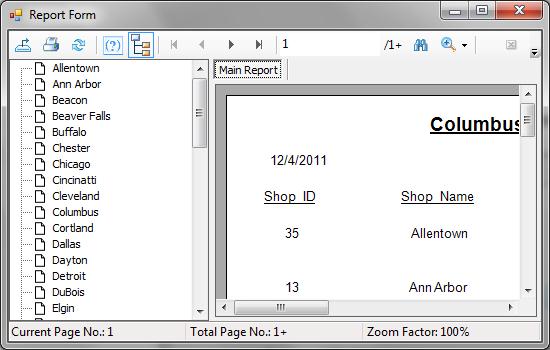 Report Form
(?)
1
/1+
Main Report
Allentown
Ann Arbor
Beacon
Beaver Falls
Buffalo
Chester
Chicago
Cincinatti
Cleveland
Columbus
Cortland
Dallas
Dayton
Detroit
DuBois
Elgin
Columbus
12/4/2011
Shop_ID Shop_Name
35 Allentown
13 Ann Arbor
Current Page No.: 1 Total Page No.: 1+ Zoom Factor: 100%